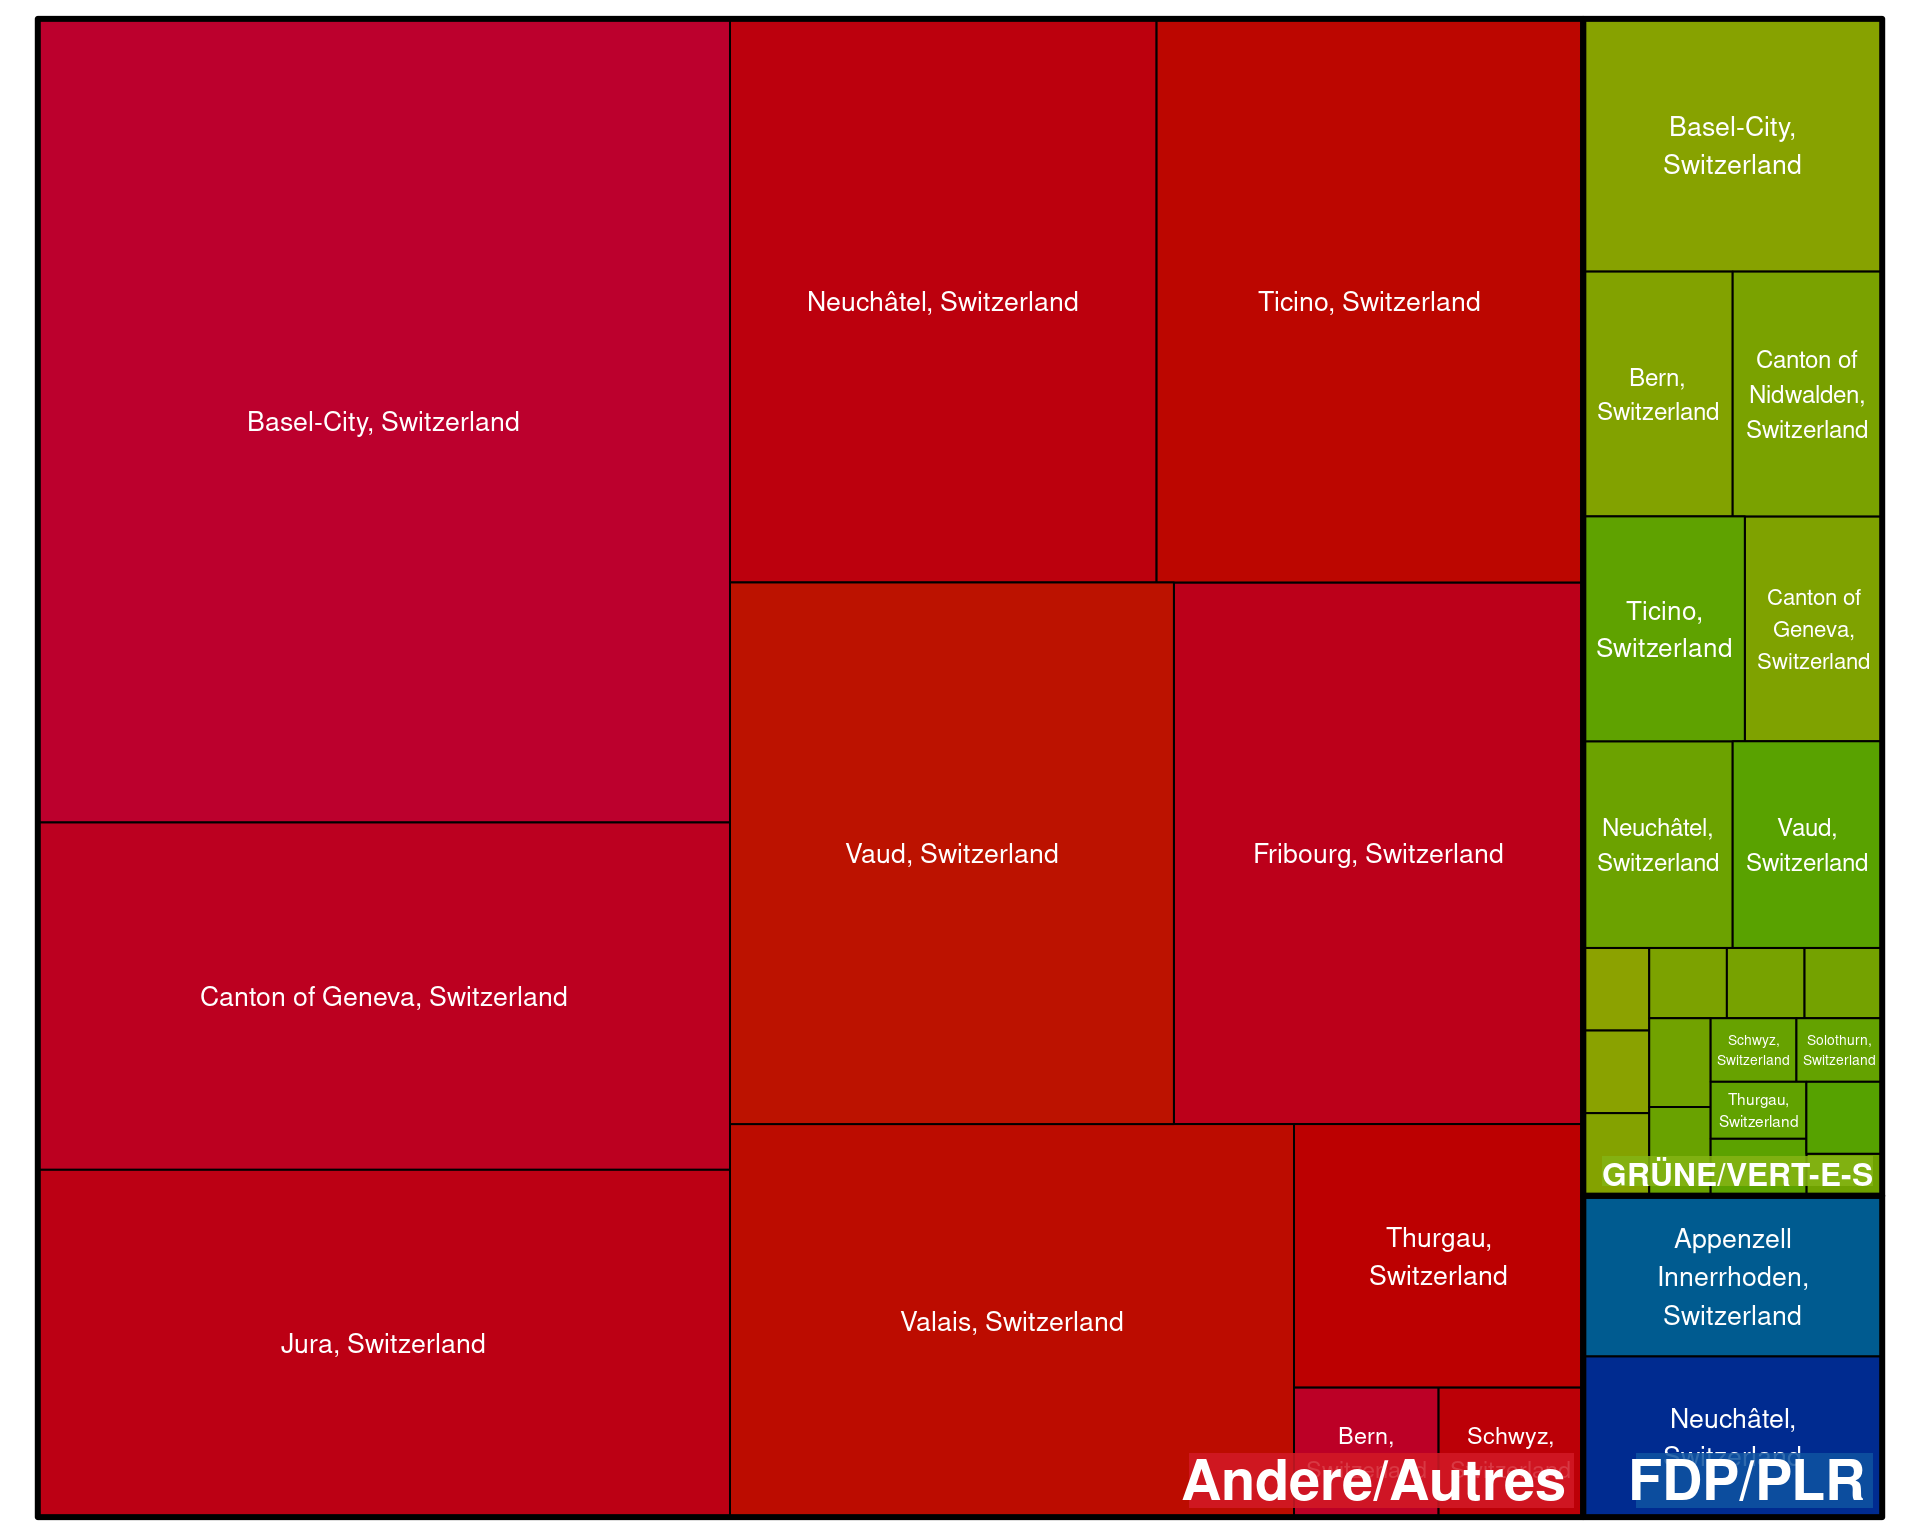 Basel-City, Switzerland
Canton of Geneva, Switzerland
Jura, Switzerland
Neuchâtel, Switzerland
Ticino, Switzerland
Vaud, Switzerland
Fribourg, Switzerland
Valais, Switzerland
Thurgau,
Switzerland
Bern,
Switzerland
Schwyz,
Switzerland
Andere/Autres
Basel-City,
Switzerland
Bern,
Switzerland
Canton of
Nidwalden,
Switzerland
Ticino,
Switzerland
Canton of
Geneva,
Switzerland
Neuchâtel,
Switzerland
Vaud,
Switzerland
Schwyz,
Switzerland
Solothurn,
Switzerland
Thurgau,
Switzerland
GRÜNE/VERT-E-S
Appenzell
Innerrhoden,
Switzerland
Neuchâtel,
Switzerland
FDP/PLR